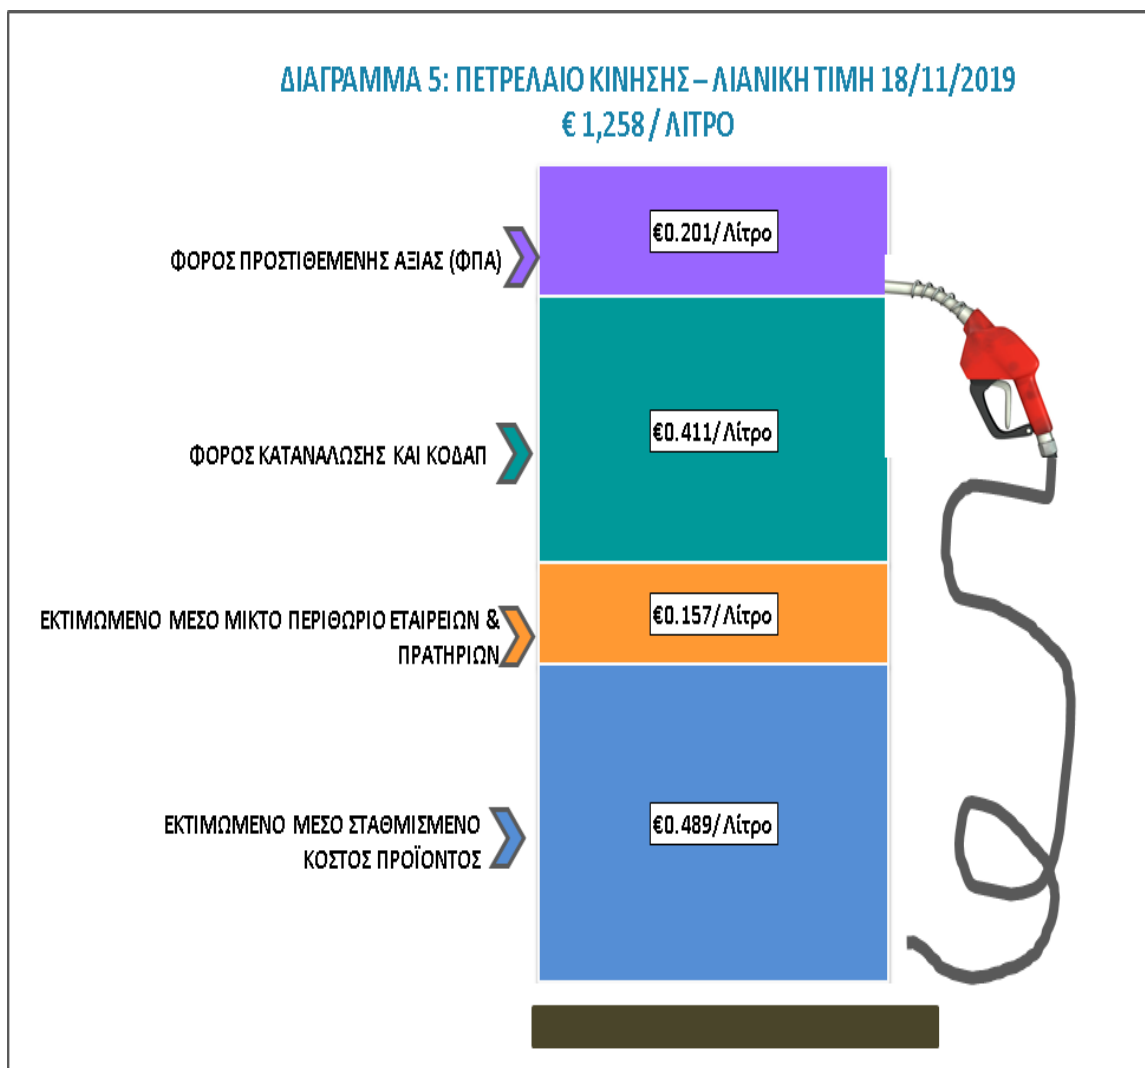 ΔΙΑΓΡΑΜΜΑ 5: ΠΕΤΡΕΛΑΙΟ ΚΙΝΗΣΗΣ – ΛΙΑΝΙΚΗ ΤΙΜΗ 18/11/2019
€ 1,258 / ΛΙΤΡΟ
€0.201/ Λίτρο
ΦΟΡΟΣ ΠΡΟΣΤΙΘΕΜΕΝΗΣ ΑΞΙΑΣ (ΦΠΑ)
€0.411/ Λίτρο
ΦΟΡΟΣ ΚΑΤΑΝΑΛΩΣΗΣ ΚΑΙ ΚΟΔΑΠ
€0.157/ Λίτρο
ΕΚΤΙΜΩΜΕΝΟ ΜΕΣΟ ΜΙΚΤΟ ΠΕΡΙΘΩΡΙΟ ΕΤΑΙΡΕΙΩΝ &
ΠΡΑΤΗΡΙΩΝ
€0.489/ Λίτρο
ΕΚΤΙΜΩΜΕΝΟ ΜΕΣΟ ΣΤΑΘΜΙΣΜΕΝΟ
ΚΟΣΤΟΣ ΠΡΟΪΟΝΤΟΣ